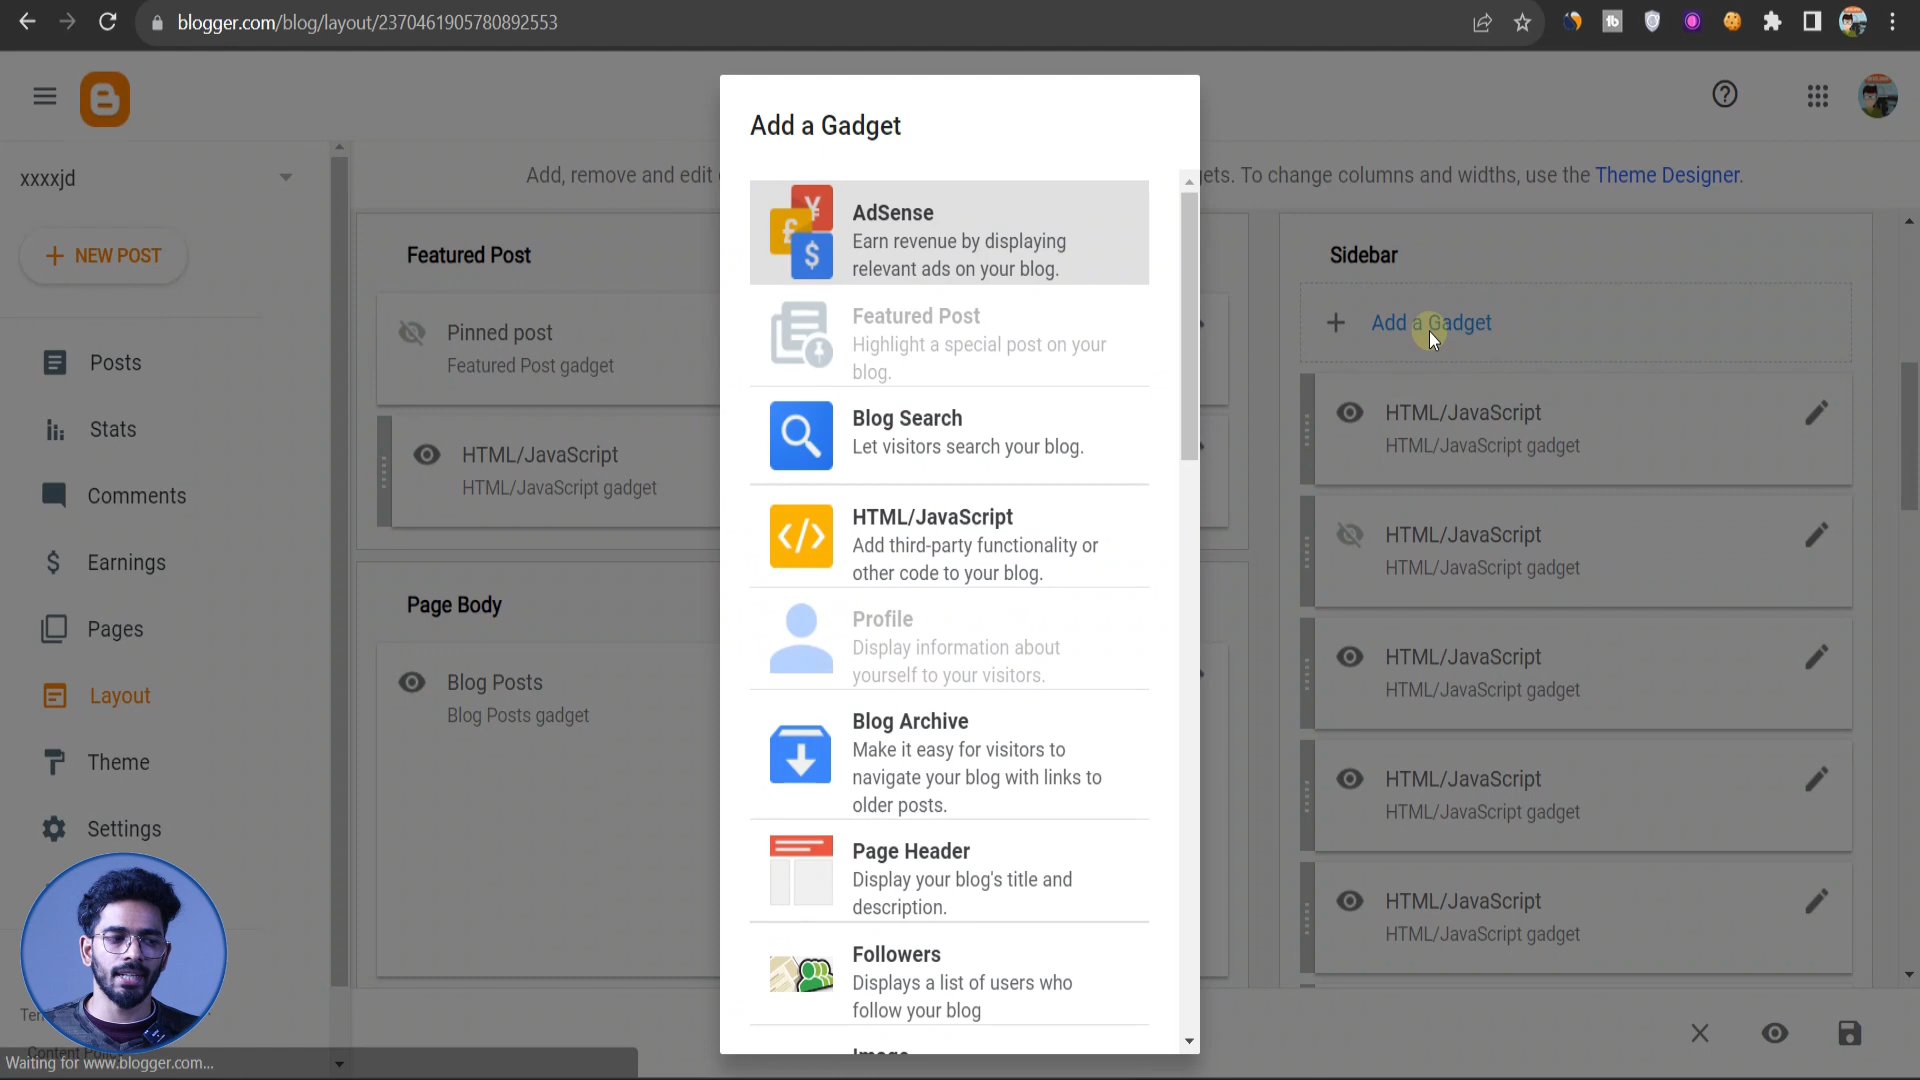 blogger.com/blog/layout/2370461905780892553
tb
Add, remove and edit
ets. To change columns and widths, use the Theme Designer.
xxxxjd
NEW POST
Posts
Stats
Comments
Earnings
Pages
Layout
Theme
Settings
Content
Waiting for www.blogger.com...
Featured Post
Pinned post
Featured Post gadget
HTML/JavaScript
HTML/JavaScript gadget
Page Body
Blog Posts
Blog Posts gadget
Add a Gadget
AdSense
Earn revenue by displaying
relevant ads on your blog.
Featured Post
Highlight a special post on your
blog.
Blog Search
Let visitors search your blog.
HTML/JavaScript
Add third-party functionality or
other code to your blog.
Profile
Display information about
yourself to your visitors.
Blog Archive
Make it easy for visitors to
navigate your blog with links to
older posts.
Page Header
Display your blog's title and
description.
Followers
Displays a list of users who
follow your blog
Image
Sidebar
Add a Gadget
HTML/JavaScript
HTML/JavaScript gadget
HTML/JavaScript
HTML/JavaScript gadget
HTML/JavaScript
HTML/JavaScript gadget
HTML/JavaScript
HTML/JavaScript gadget
HTML/JavaScript
HTML/JavaScript gadget